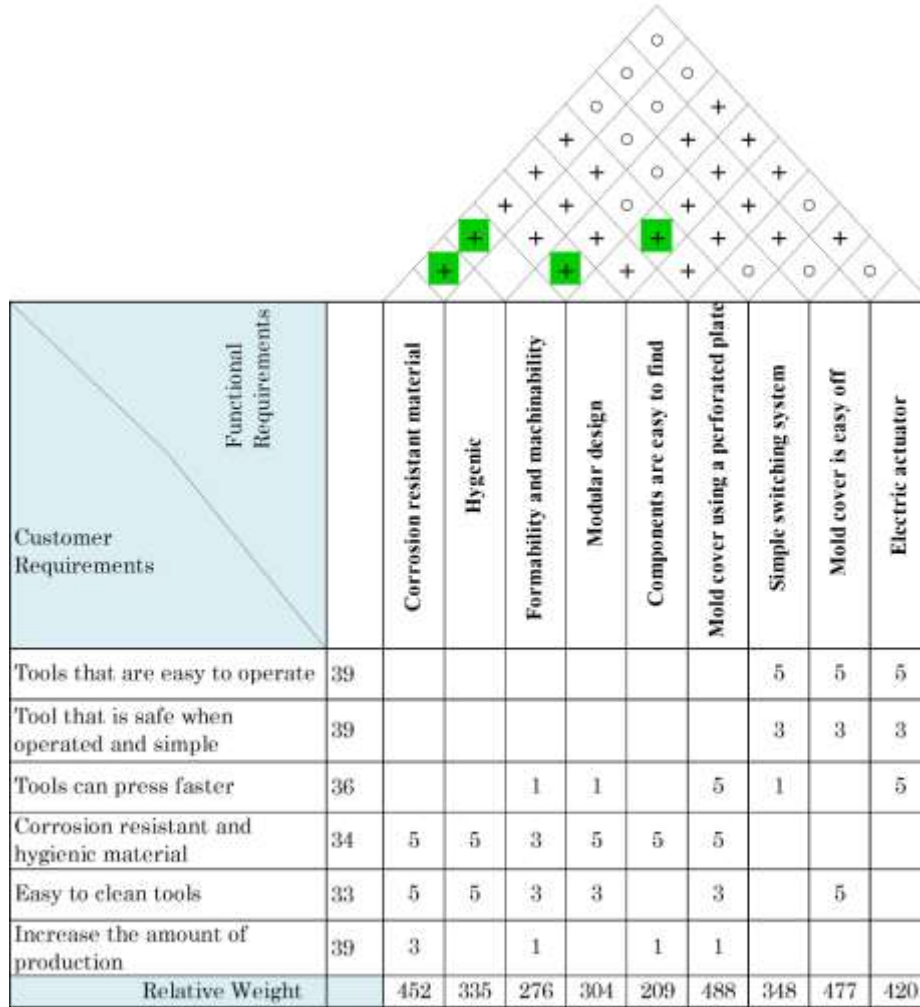 Functional
Requirements
Customer
Requirements
Corrosion resistant material
Hygenic
Formability and machinability
Modular design
Components are easy to find
Mold cover using a perforated plate
Simple switching system
Mold cover is easy off
Electric actuator
Tools that are easy to operate 39 5 5 5
Tool that is safe when
operated and simple 39 3 3 3
Tools can press faster 36 1 1 5 1 5
Corrosion resistant and
hygienic material 34 5 5 3 5 5 5
Easy to clean tools 33 5 5 3 3 3 5
Increase the amount of
production 39 3 1 1 1
Relative Weight 452 335 276 304 209 488 348 477 420